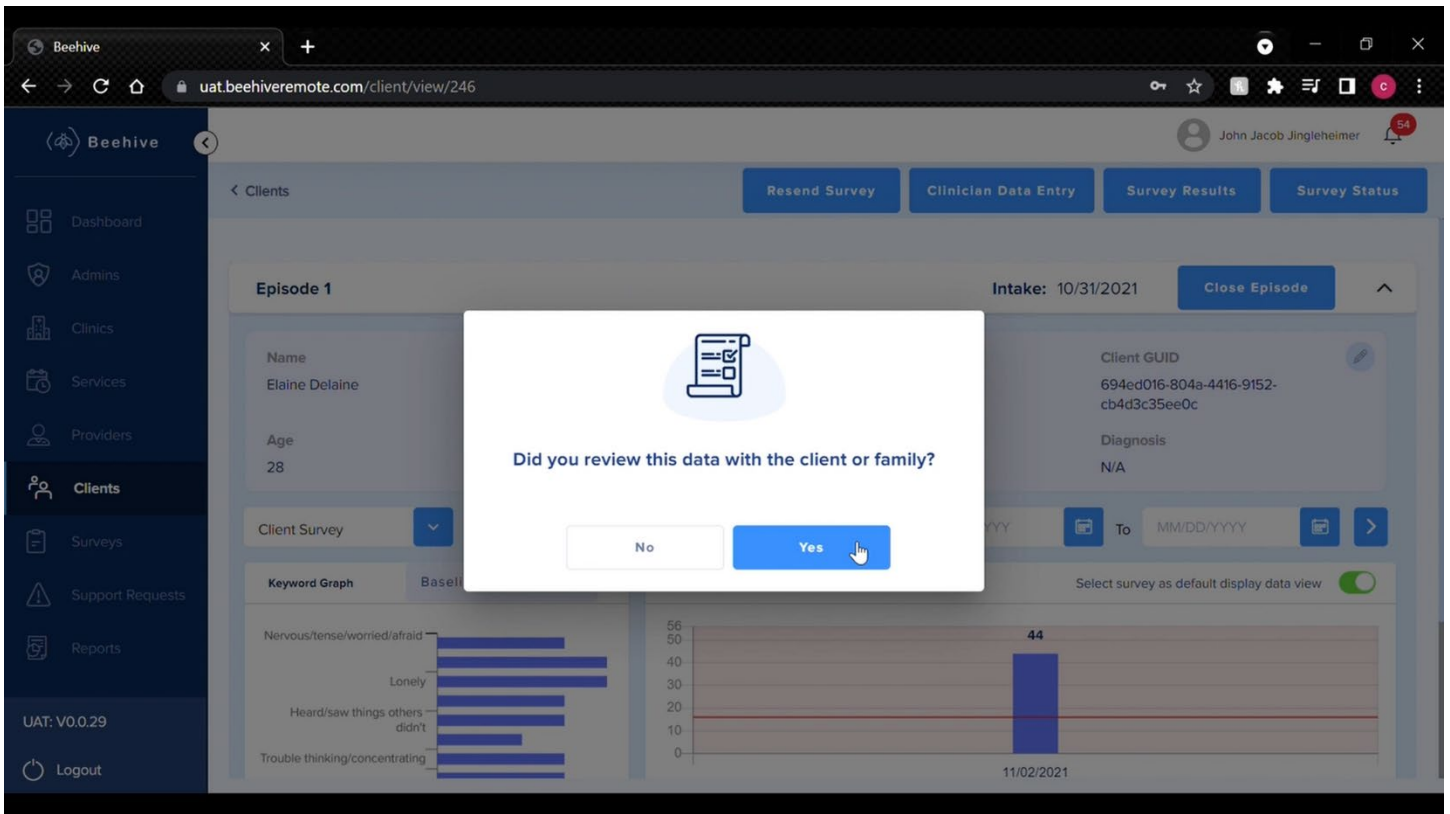 Beehive
uat.beehiveremote.com/client/view/246
C
Beehive
John Jacob Jingleheimer
54
Clients
Resend Survey
Clinician Data Entry
Survey Results
Survey Status
Dashboard
Admins
Clinics
Services
Providers
Clients
Surveys
Support Requests
Reports
UAT: V0.0.29
Logout
Episode 1
Intake: 10/31/2021
Close Episode
Name
Elaine Delaine
Age
28
Client GUID
694ed016-804a-4416-9152-
cb4d3c35ee0c
Diagnosis
N/A
Did you review this data with the client or family?
No
Yes
Client Survey
YYY
To
MM/DD/YYYY
Keyword Graph
Baseli
Select survey as default display data view
Nervous/tense/worried/afraid
Lonely
Heard/saw things others
didn't
Trouble thinking/concentrating
56
50
40
30
20
10
0
44
11/02/2021